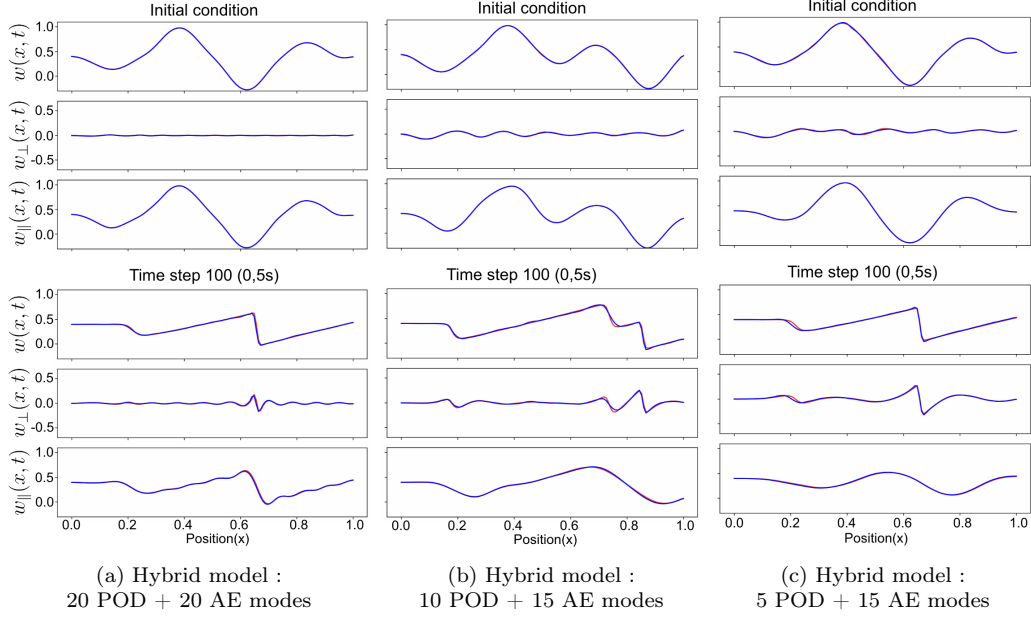 Initial condition
Initial condition
Initial condition
w(x, t)
1.0
0.5
0.0
w⊥(x, t)
0.5
0.0
-0.5
w∥(x, t)
1.0
0.5
0.0
Time step 100 (0,5s)
Time step 100 (0,5s)
Time step 100 (0,5s)
w(x, t)
1.0
0.5
0.0
w⊥(x, t)
0.5
0.0
-0.5
w∥(x, t)
1.0
0.5
0.0
0.0 0.2 0.4 0.6 0.8 1.0
0.0 0.2 0.4 0.6 0.8 1.0
0.0 0.2 0.4 0.6 0.8 1.0
Position(x)
Position(x)
Position(x)
(a) Hybrid model :
20 POD + 20 AE modes
(b) Hybrid model :
10 POD + 15 AE modes
(c) Hybrid model :
5 POD + 15 AE modes